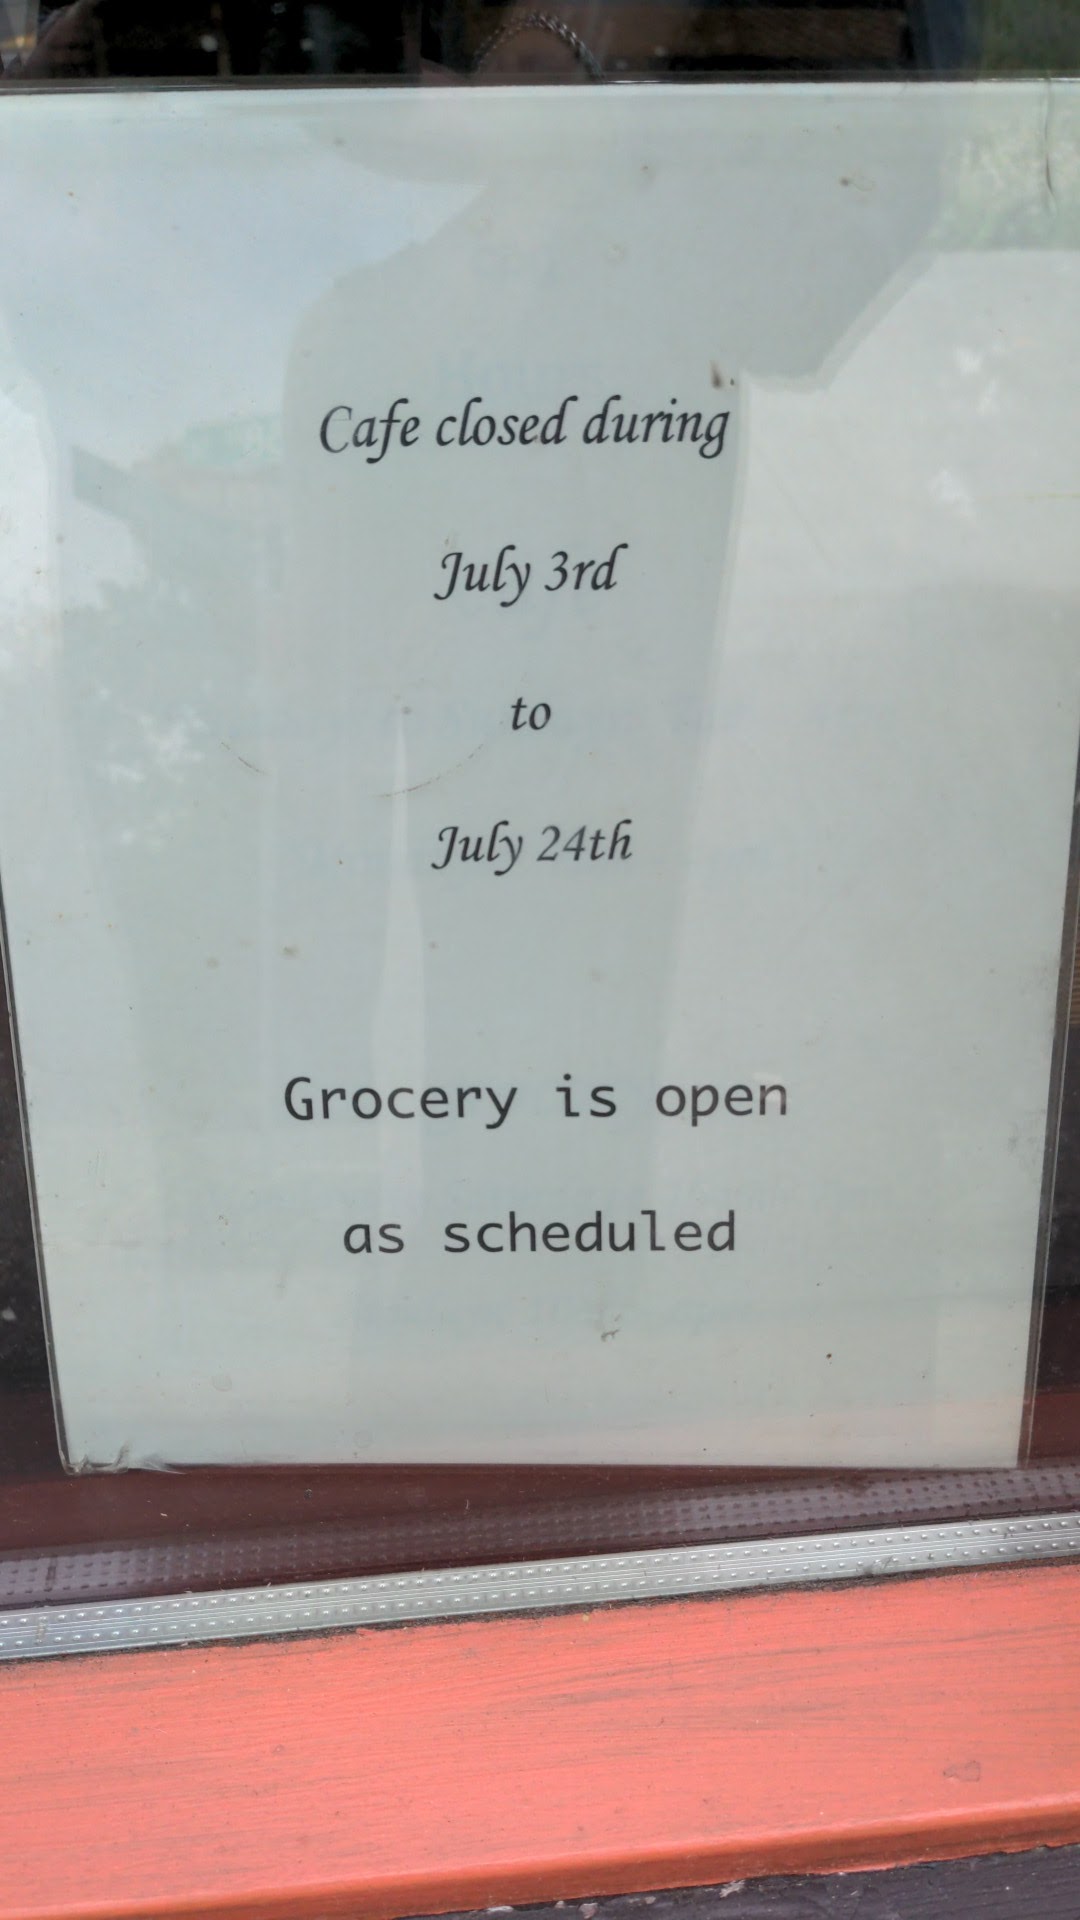 Cafe closed during
July 3rd
to
July 24th
Grocery is open
as scheduled